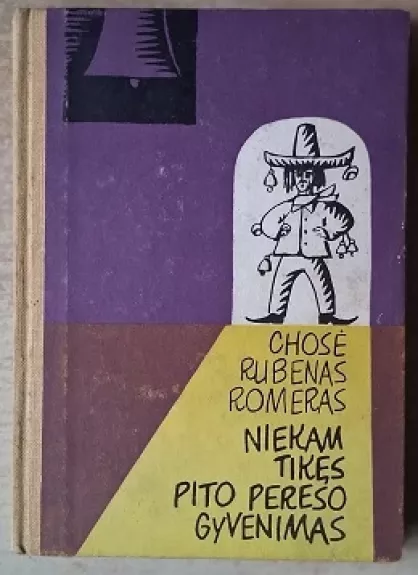 CHOSĖ
RUBENAS
ROMERAS
NIEKAM
TIKĘS
PITO PERESO
GYVENIMAS